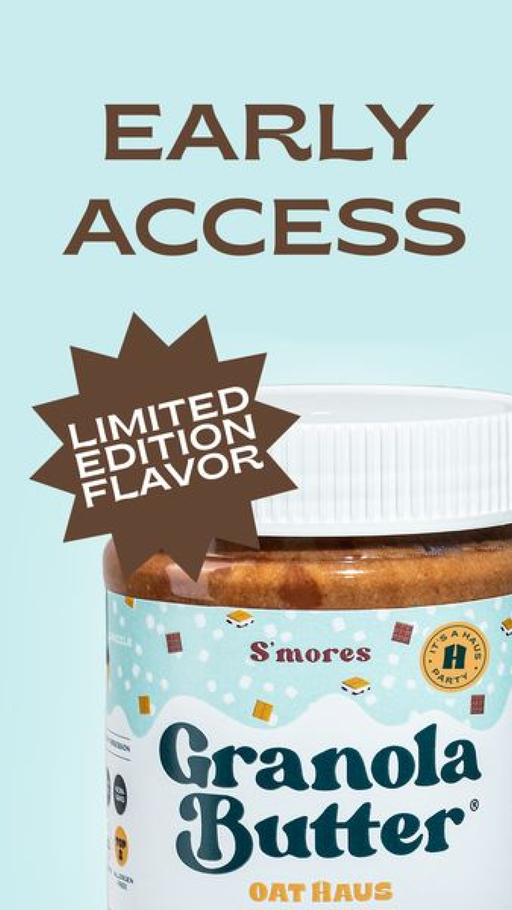 EARLY
ACCESS
LIMITED
EDITION
FLAVOR
S'mores
IT'S A HAUS
H
PARTY
Granola
Butter®
OAT HAUS